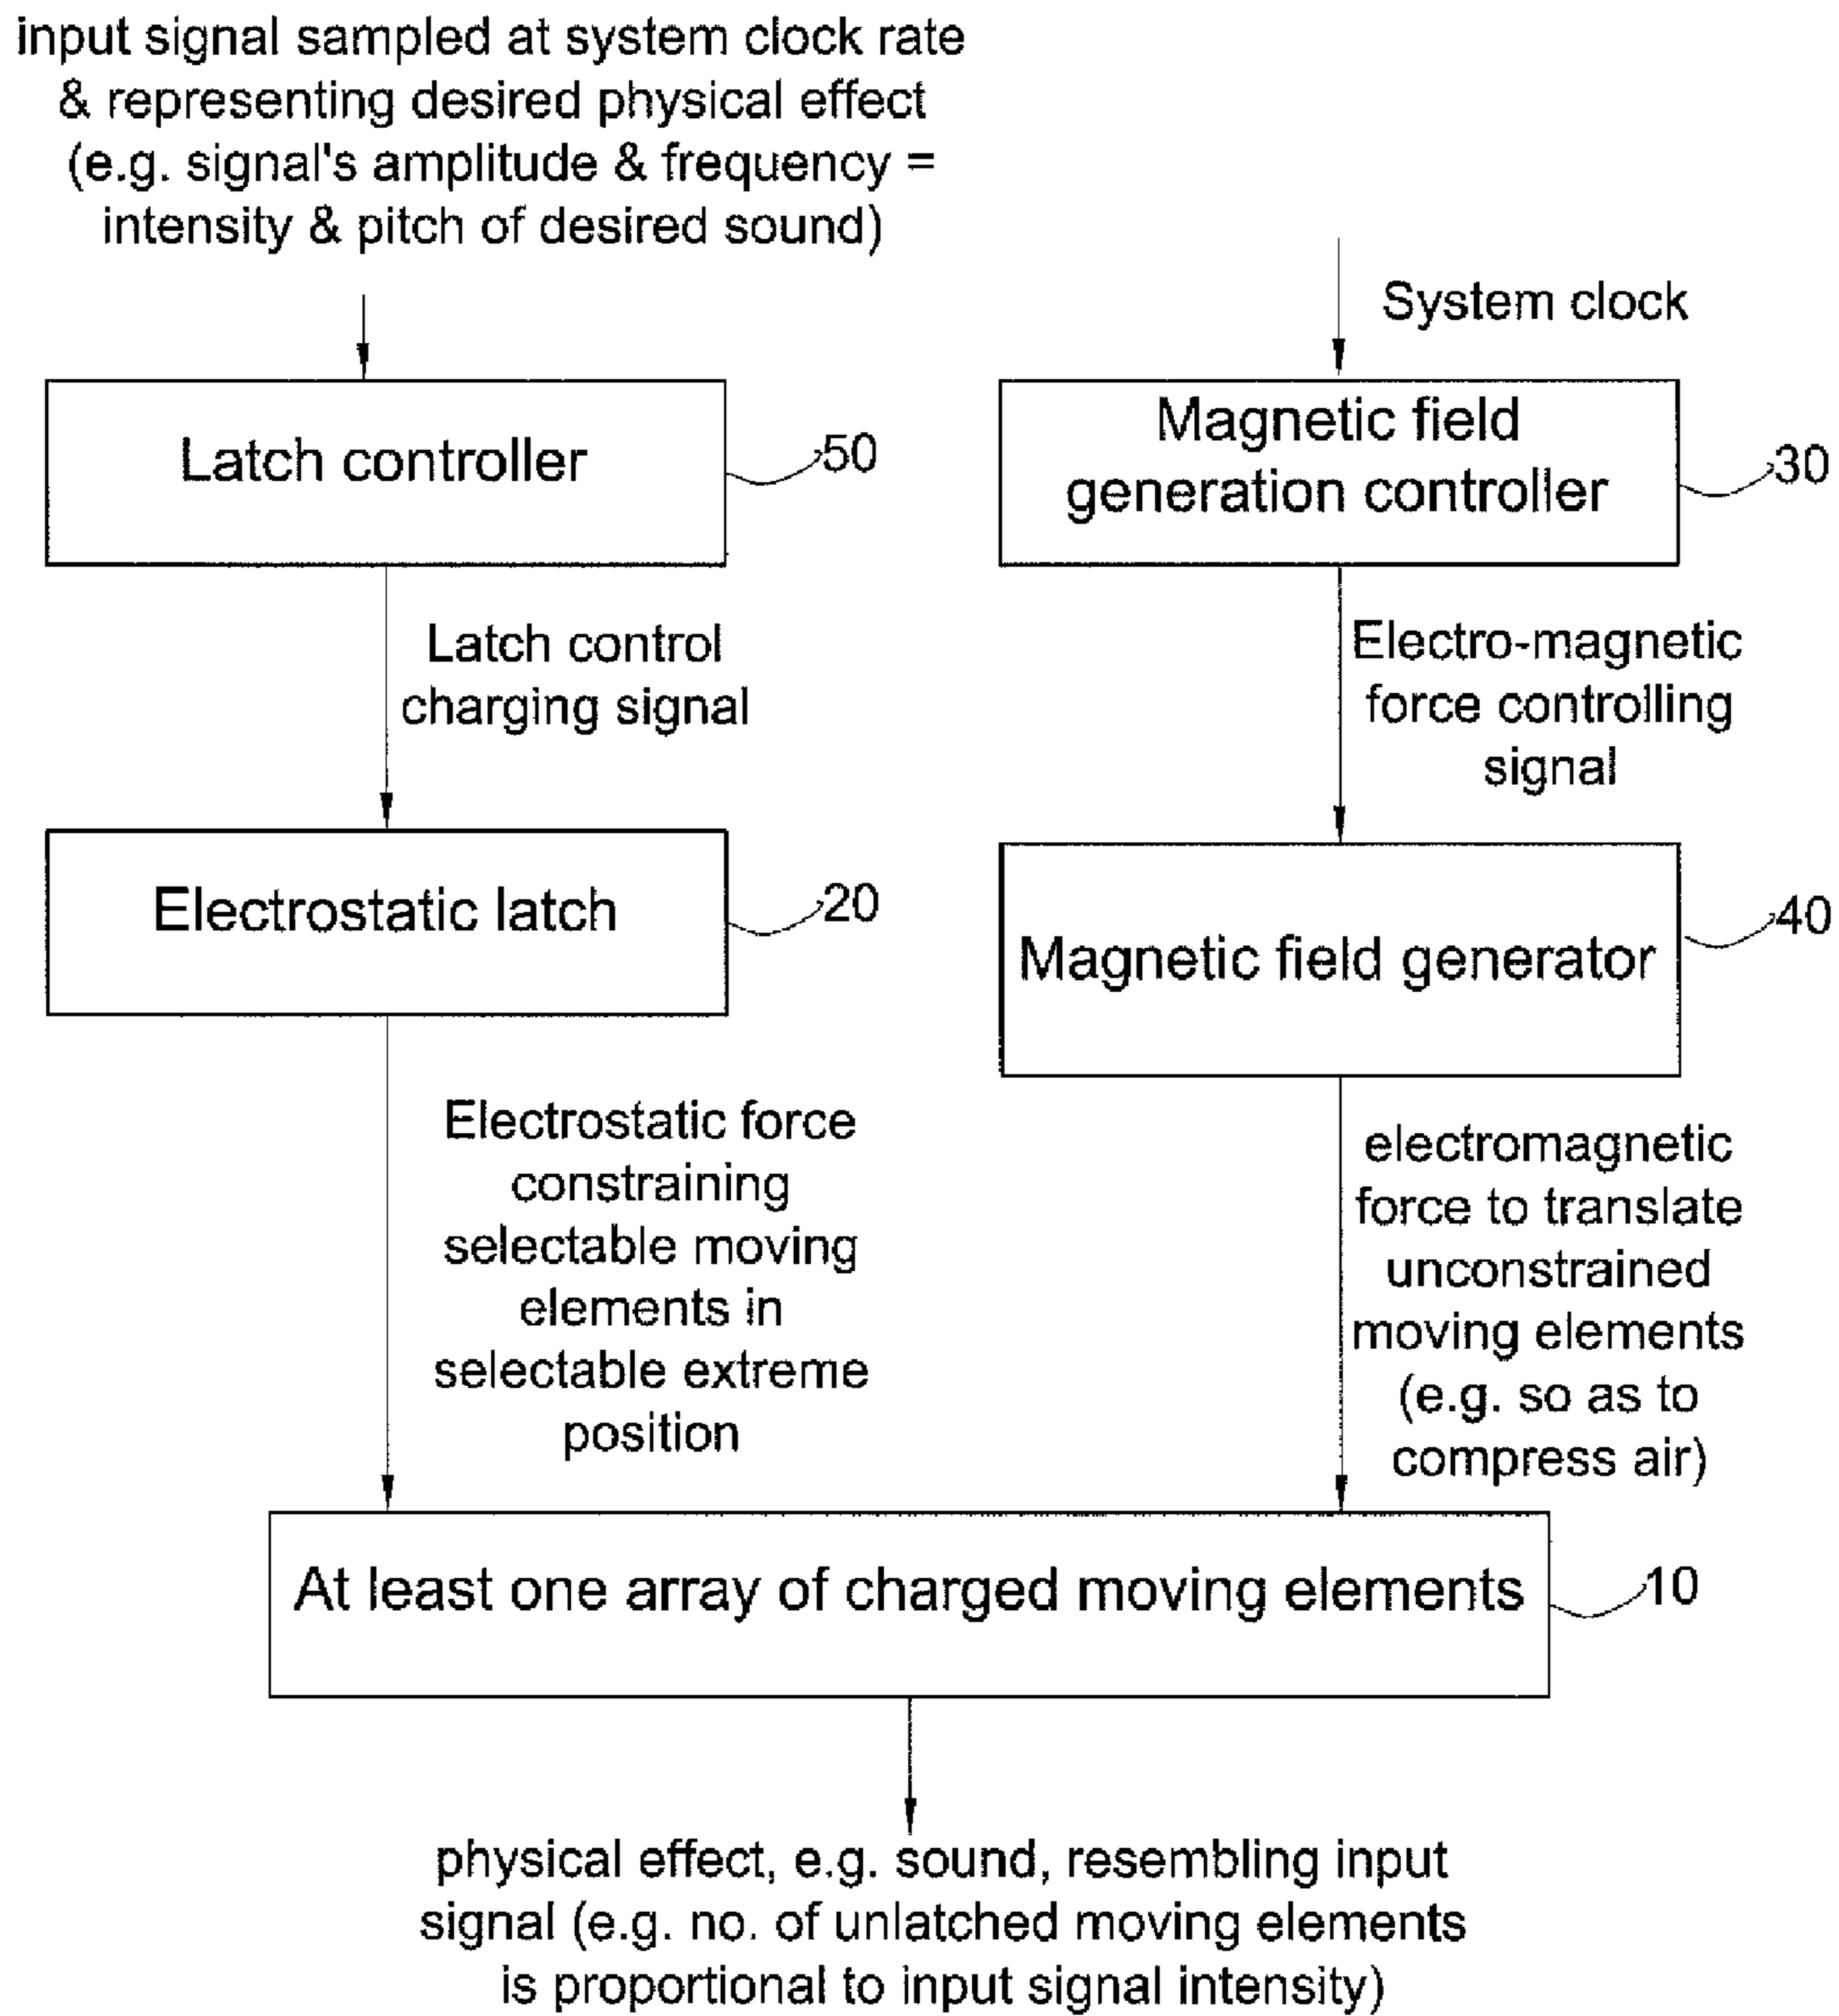 input signal sampled at system clock rate
& representing desired physical effect
(e.g. signal's amplitude & frequency =
intensity & pitch of desired sound)
System clock
Latch controller
50
Magnetic field
generation controller
30
Latch control
charging signal
Electro-magnetic
force controlling
signal
Electrostatic latch
20
Magnetic field generator
40
Electrostatic force
constraining
selectable moving
elements in
selectable extreme
position
electromagnetic
force to translate
unconstrained
moving elements
(e.g. so as to
compress air)
At least one array of charged moving elements
10
physical effect, e.g. sound, resembling input
signal (e.g. no. of unlatched moving elements
is proportional to input signal intensity)